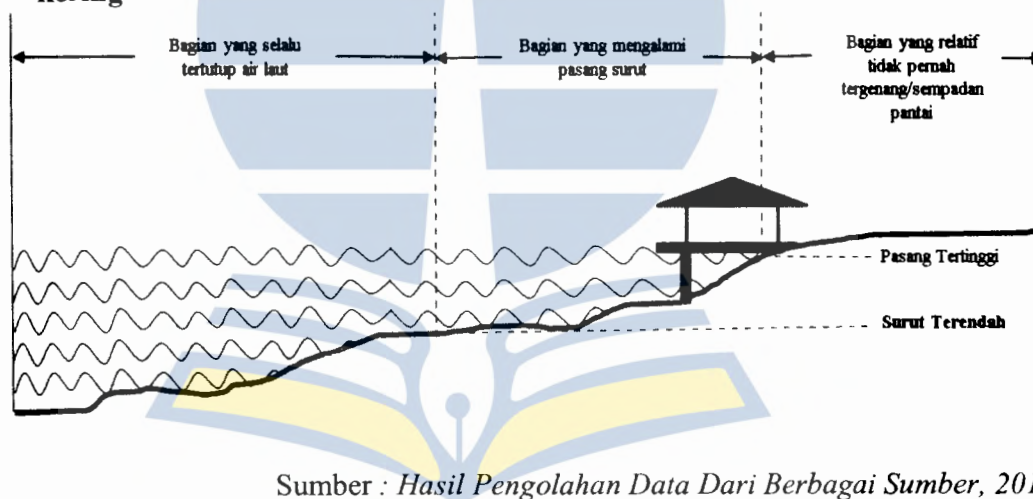 Bagian yang selalu
tertutup air laut
Bagian yang mengalami
pasang surut
Bagian yang relatif
tidak pernah
tergenang/sempadan
pantai
Pasang Tertinggi
Surut Terendah
Sumber : Hasil Pengolahan Data Dari Berbagai Sumber,